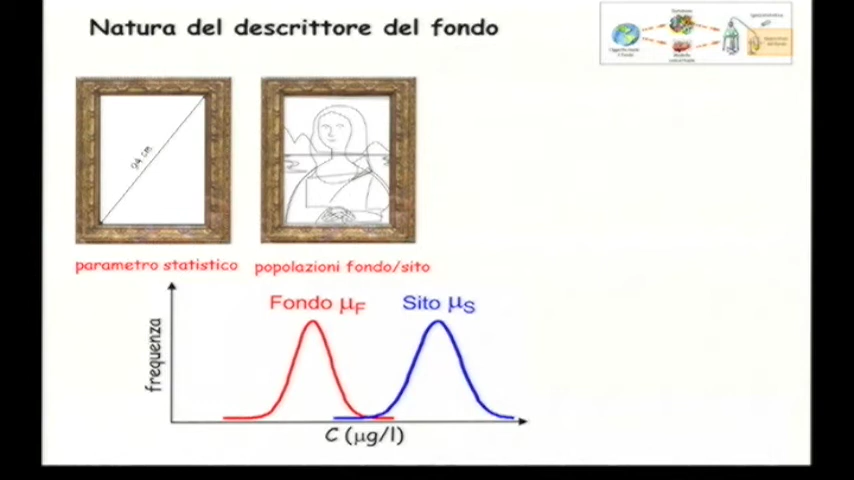 Natura del descrittore del fondo
94 cm
parametro statistico
popolazioni fondo/sito
Fondo μF
Sito μS
frequenza
C (μg/l)